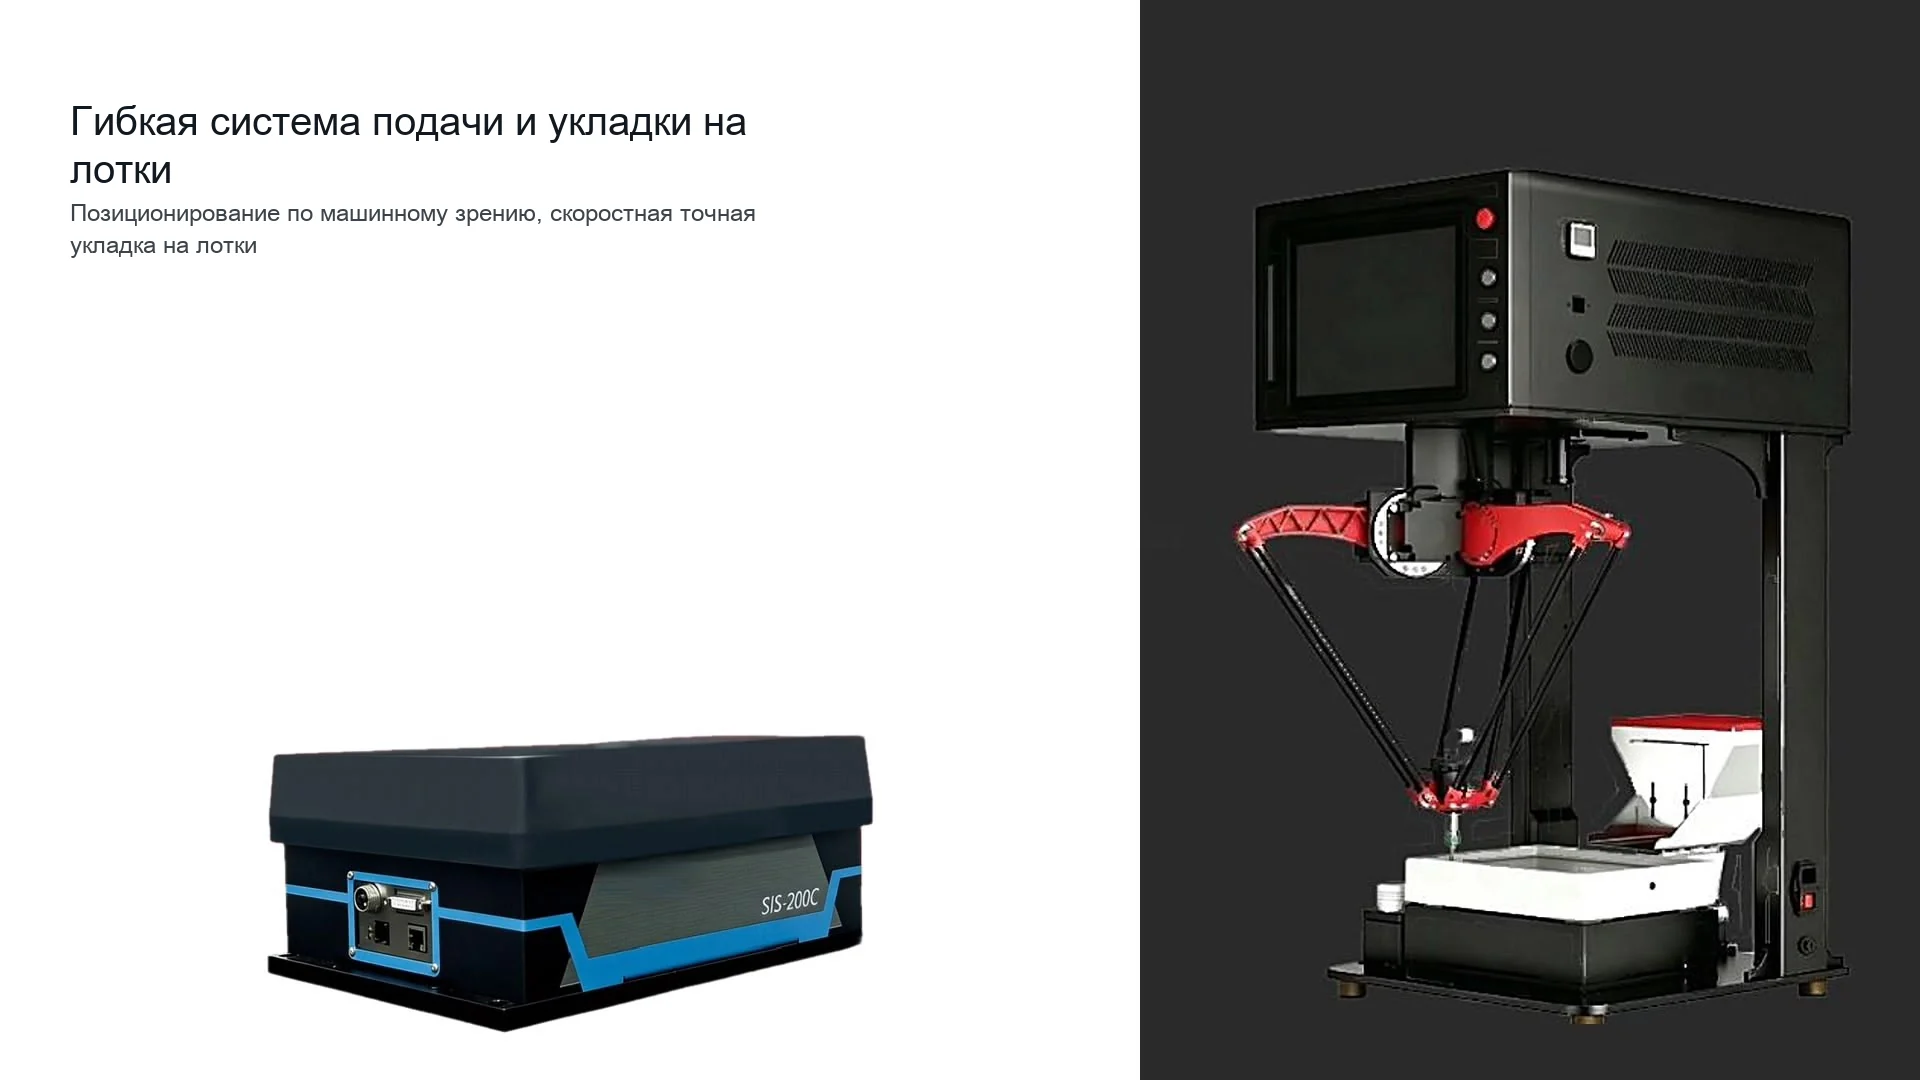 Гибкая система подачи и укладки на
лотки
Позиционирование по машинному зрению, скоростная точная
укладка на лотки
SIS-200C